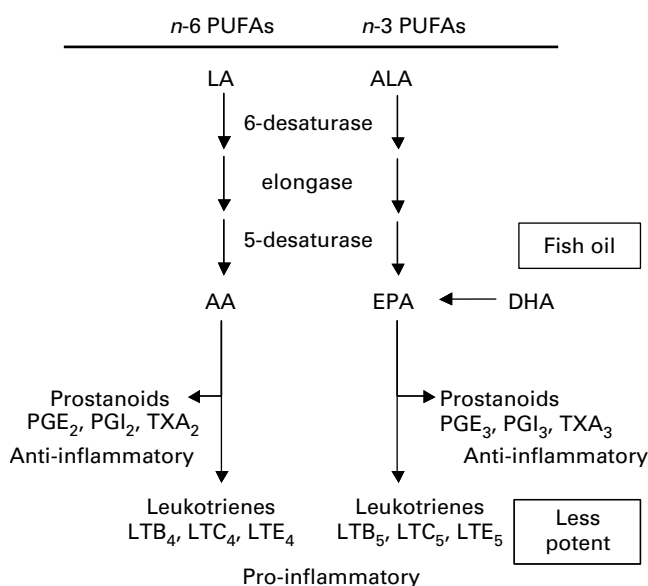 n-6 PUFAs n-3 PUFAs
LA ALA
6-desaturase
elongase
5-desaturase
Fish oil
AA EPA DHA
Prostanoids Prostanoids
PGE₂, PGI₂, TXA₂ PGE₃, PGI₃, TXA₃
Anti-inflammatory Anti-inflammatory
Leukotrienes Leukotrienes
LTB₄, LTC₄, LTE₄ LTB₅, LTC₅, LTE₅
Less
potent
Pro-inflammatory